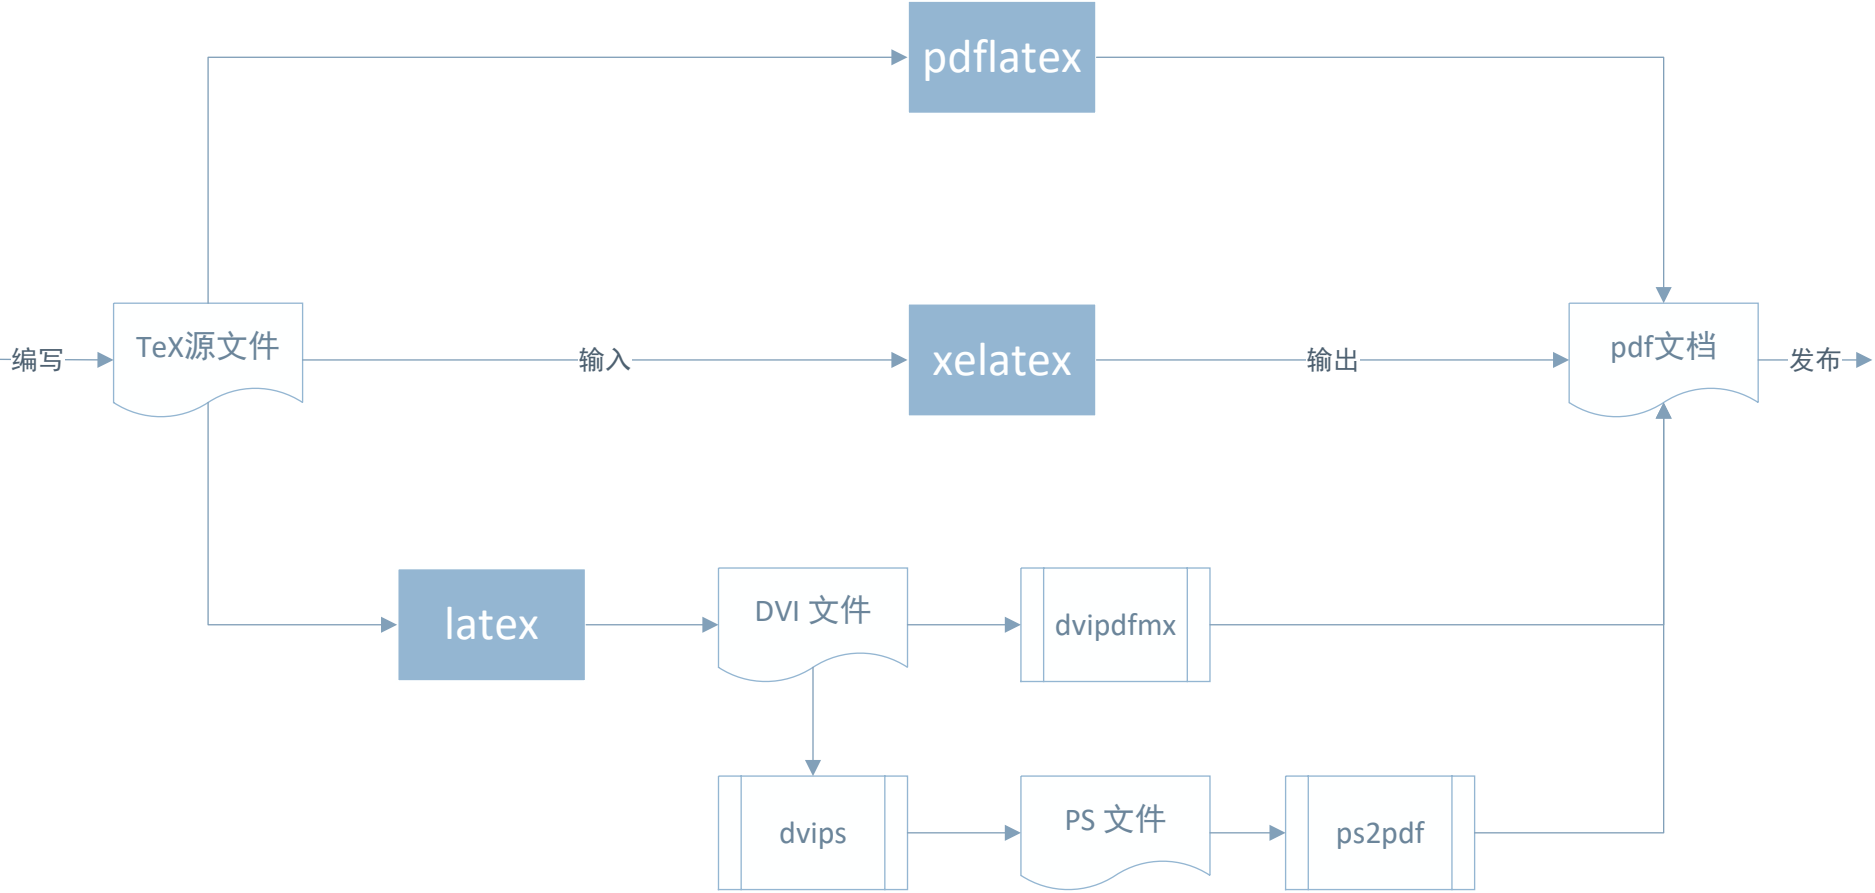 pdflatex
编写
TeX源文件
输入
xelatex
输出
pdf文档
发布
latex
DVI 文件
dvipdfmx
dvips
PS 文件
ps2pdf